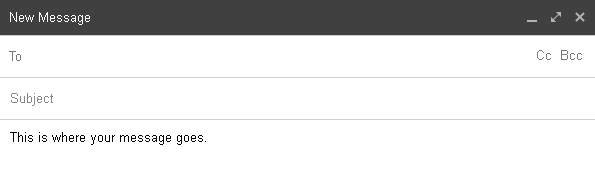 New Message
To Cc Bcc
Subject
This is where your message goes.